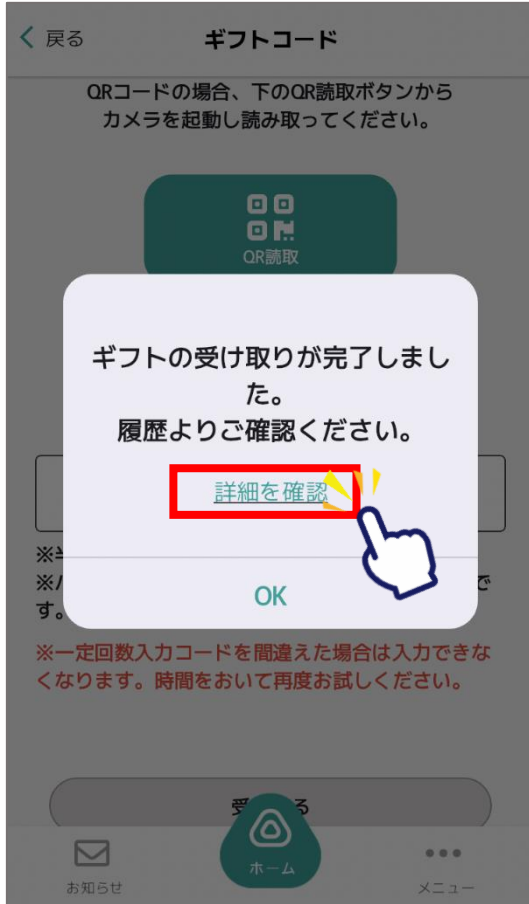 戻る
ギフトコード
QRコードの場合、下のQR読取ボタンから
カメラを起動し読み取ってください。
QR読取
ギフトの受け取りが完了しまし
た。
履歴よりご確認ください。
詳細を確認
OK
※
※
で
す。
※一定回数入力コードを間違えた場合は入力できな
くなります。時間をおいて再度お試しください。
る
ホーム
お知らせ
メニュー